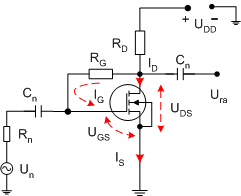 + -
U_DD
R_D
R_G
I_D
C_n
I_G
U_ra
U_DS
C_n
U_GS
R_n
I_S
U_n